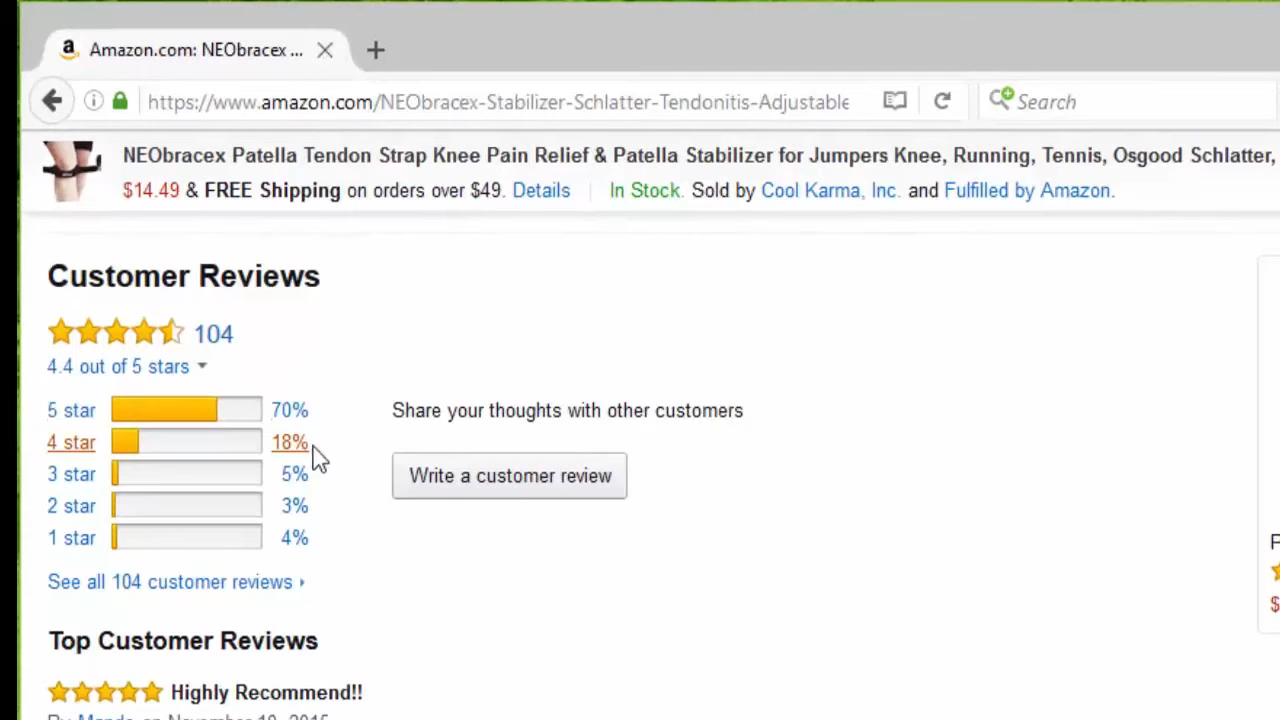 Amazon.com: NEObracex ...
https://www.amazon.com/NEObracex-Stabilizer-Schlatter-Tendonitis-Adjustable
Search
NEObracex Patella Tendon Strap Knee Pain Relief & Patella Stabilizer for Jumpers Knee, Running, Tennis, Osgood Schlatter,
$14.49 & FREE Shipping on orders over $49. Details In Stock. Sold by Cool Karma, Inc. and Fulfilled by Amazon.
Customer Reviews
104
4.4 out of 5 stars
5 star 70%
4 star 18%
3 star 5%
2 star 3%
1 star 4%
Share your thoughts with other customers
Write a customer review
See all 104 customer reviews
Top Customer Reviews
Highly Recommend!!
on November 10, 2015